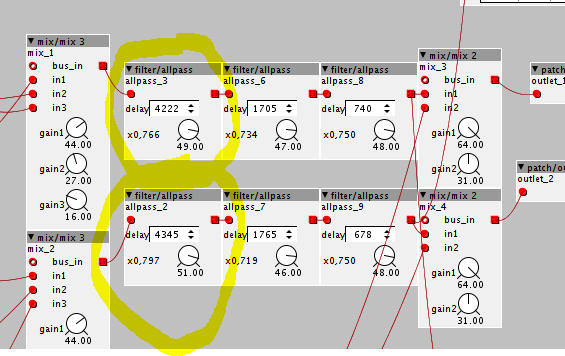 mix/mix 3
mix_1
bus_in
in1
in2
in3
gain1
44.00
gain2
27.00
gain3
16.00
filter/allpass
allpass_3
delay 4222
x0,766
49.00
filter/allpass
allpass_6
delay 1705
x0,734
47.00
filter/allpass
allpass_8
delay 740
x0,750
48.00
mix/mix 2
mix_3
bus_in
in1
in2
gain1
64.00
gain2
31.00
patch/
outlet_1
mix/mix 3
mix_2
bus_in
in1
in2
in3
gain1
44.00
filter/allpass
allpass_2
delay 4345
x0,797
51.00
filter/allpass
allpass_7
delay 1765
x0,719
46.00
filter/allpass
allpass_9
delay 678
x0,750
48.00
mix/mix 2
mix_4
bus_in
in1
in2
gain1
64.00
gain2
31.00
patch/ou
outlet_2